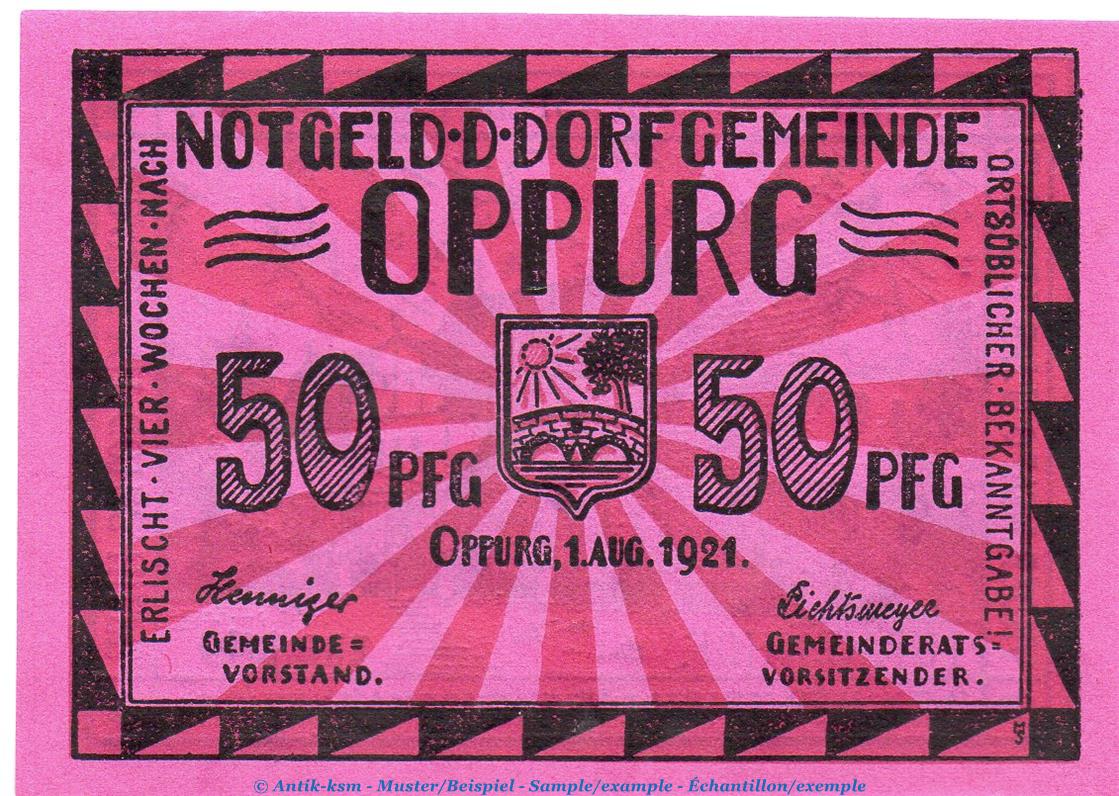 NOTGELD·D·DORFGEMEINDE
OPPURG
ERLISCHT·VIER·WOCHEN·NACH
ORTSÜBLICHER·BEKANNTGABE!
50 PFG
50 PFG
OPPURG, 1. AUG. 1921.
Henniger
GEMEINDE=
VORSTAND.
Lichtsmeyer
GEMEINDERATS=
VORSITZENDER.
© Antik-ksm - Muster/Beispiel - Sample/example - Échantillon/exemple